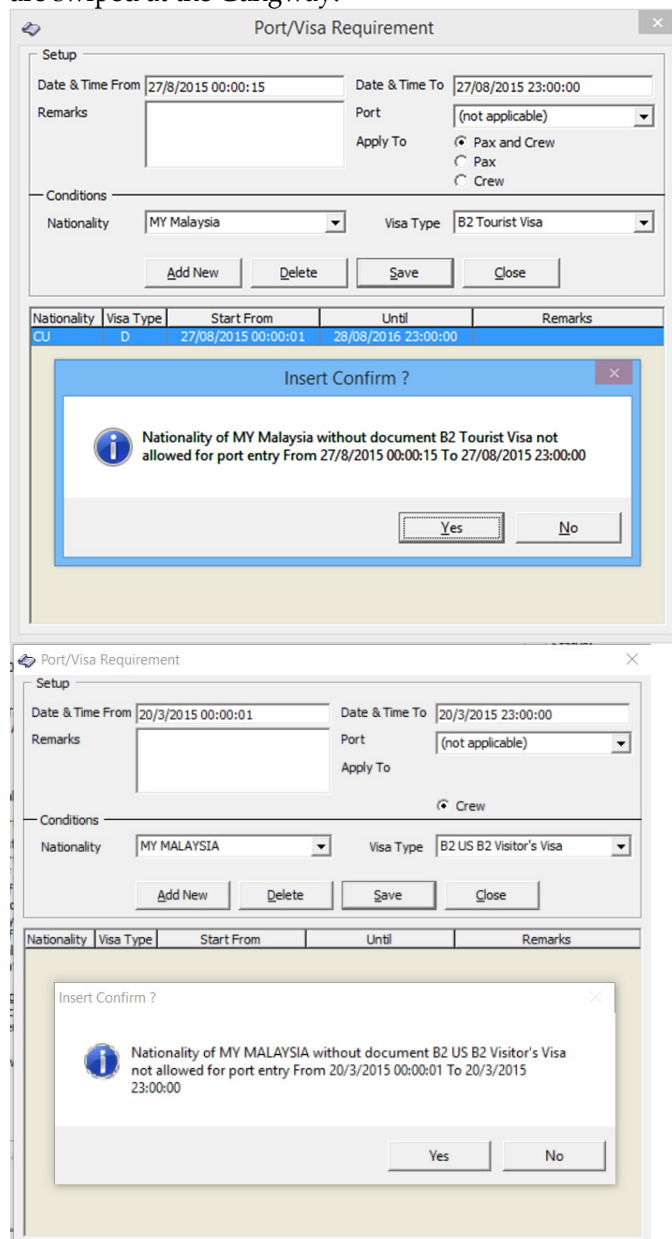 are swiped at the Gangway.
Port/Visa Requirement
Setup
Date & Time From 27/8/2015 00:00:15 Date & Time To 27/08/2015 23:00:00
Remarks Port (not applicable)
Apply To Pax and Crew
Pax
Crew
Conditions
Nationality MY Malaysia Visa Type B2 Tourist Visa
Add New Delete Save Close
Nationality Visa Type Start From Until Remarks
CU D 27/08/2015 00:00:01 28/08/2016 23:00:00
Insert Confirm ?
Nationality of MY Malaysia without document B2 Tourist Visa not
allowed for port entry From 27/8/2015 00:00:15 To 27/08/2015 23:00:00
Yes No
Port/Visa Requirement
Setup
Date & Time From 20/3/2015 00:00:01 Date & Time To 20/3/2015 23:00:00
Remarks Port (not applicable)
Apply To
Crew
Conditions
Nationality MY MALAYSIA Visa Type B2 US B2 Visitor's Visa
Add New Delete Save Close
Nationality Visa Type Start From Until Remarks
Insert Confirm ?
Nationality of MY MALAYSIA without document B2 US B2 Visitor's Visa
not allowed for port entry From 20/3/2015 00:00:01 To 20/3/2015
23:00:00
Yes No